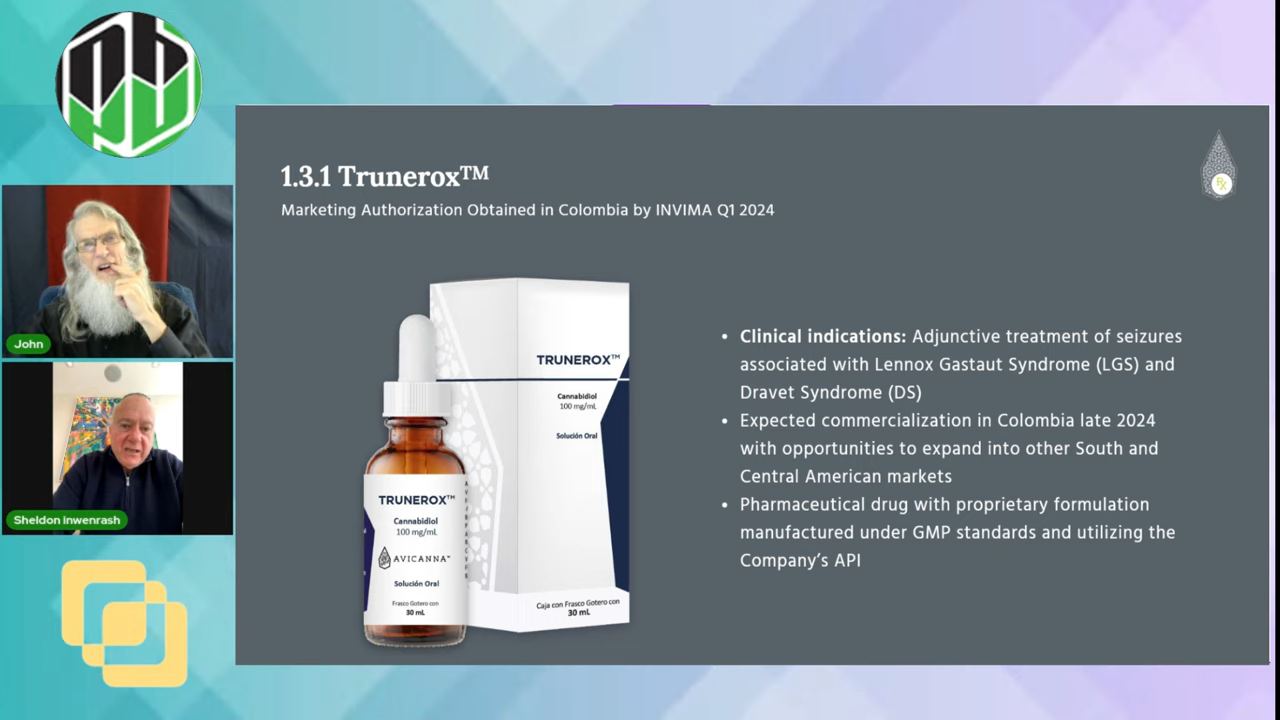 1.3.1 Trunerox™
Marketing Authorization Obtained in Colombia by INVIMA Q1 2024
Rx
John
Sheldon Inwenrash
TRUNEROX™
Cannabidiol
100 mg/mL
Solución Oral
Caja con Frasco Gotero con
30 mL
TRUNEROX™
Cannabidiol
100 mg/mL
AVICANNA™
Solución Oral
Frasco Gotero con
30 mL
• Clinical indications: Adjunctive treatment of seizures
associated with Lennox Gastaut Syndrome (LGS) and
Dravet Syndrome (DS)
• Expected commercialization in Colombia late 2024
with opportunities to expand into other South and
Central American markets
• Pharmaceutical drug with proprietary formulation
manufactured under GMP standards and utilizing the
Company’s API